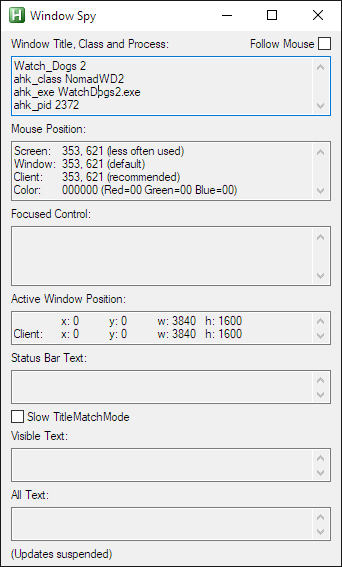 H Window Spy
Window Title, Class and Process: Follow Mouse
Watch_Dogs 2
ahk_class NomadWD2
ahk_exe WatchDogs2.exe
ahk_pid 2372
Mouse Position:
Screen: 353, 621 (less often used)
Window: 353, 621 (default)
Client: 353, 621 (recommended)
Color: 000000 (Red=00 Green=00 Blue=00)
Focused Control:
Active Window Position:
x: 0 y: 0 w: 3840 h: 1600
Client: x: 0 y: 0 w: 3840 h: 1600
Status Bar Text:
Slow TitleMatchMode
Visible Text:
All Text:
(Updates suspended)